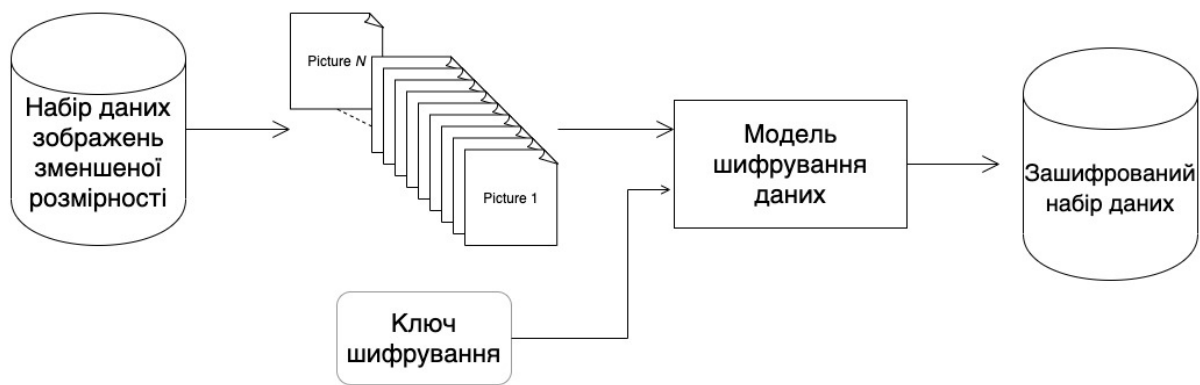 Набір даних
зображень
зменшеної
розмірності
Picture N
Picture 1
Ключ
шифрування
Модель
шифрування
даних
Зашифрований
набір даних